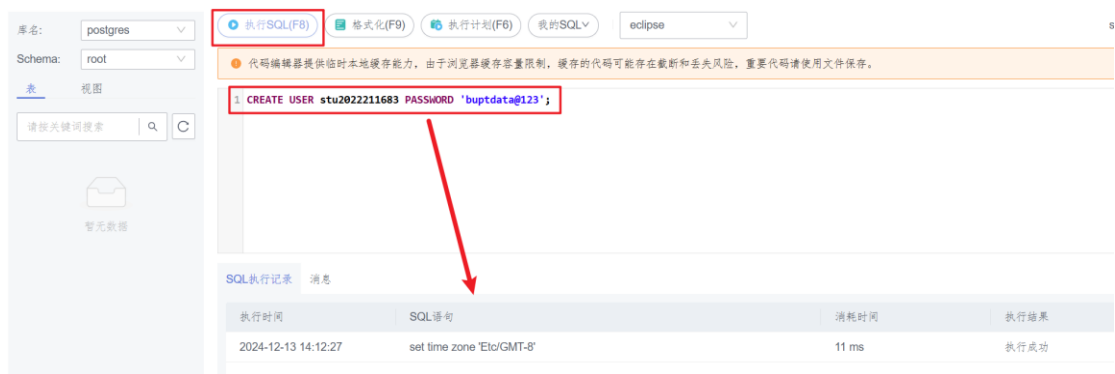 库名: postgres
Schema: root
表 视图
请按关键词搜索
暂无数据
执行SQL(F8) 格式化(F9) 执行计划(F6) 我的SQL eclipse s
代码编辑器提供临时本地缓存能力，由于浏览器缓存容量限制，缓存的代码可能存在截断和丢失风险，重要代码请使用文件保存。
1 CREATE USER stu2022211683 PASSWORD 'buptdata@123';
SQL执行记录 消息
执行时间 SQL语句 消耗时间 执行结果
2024-12-13 14:12:27 set time zone 'Etc/GMT-8' 11 ms 执行成功